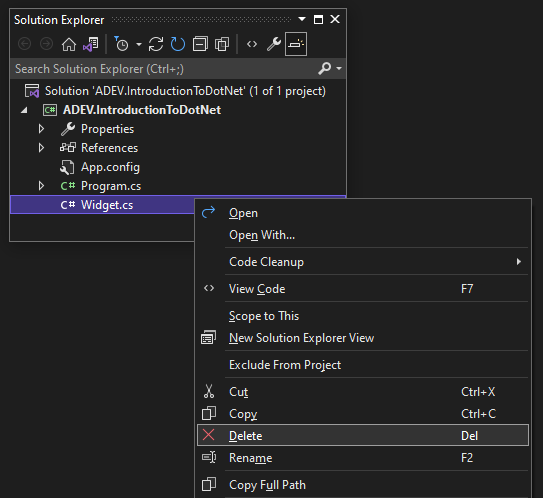 Solution Explorer
Search Solution Explorer (Ctrl+;)
Solution 'ADEV.IntroductionToDotNet' (1 of 1 project)
C# ADEV.IntroductionToDotNet
Properties
References
App.config
C# Program.cs
C# Widget.cs
Open
Open With...
Code Cleanup
View Code F7
Scope to This
New Solution Explorer View
Exclude From Project
Cut Ctrl+X
Copy Ctrl+C
Delete Del
Rename F2
Copy Full Path